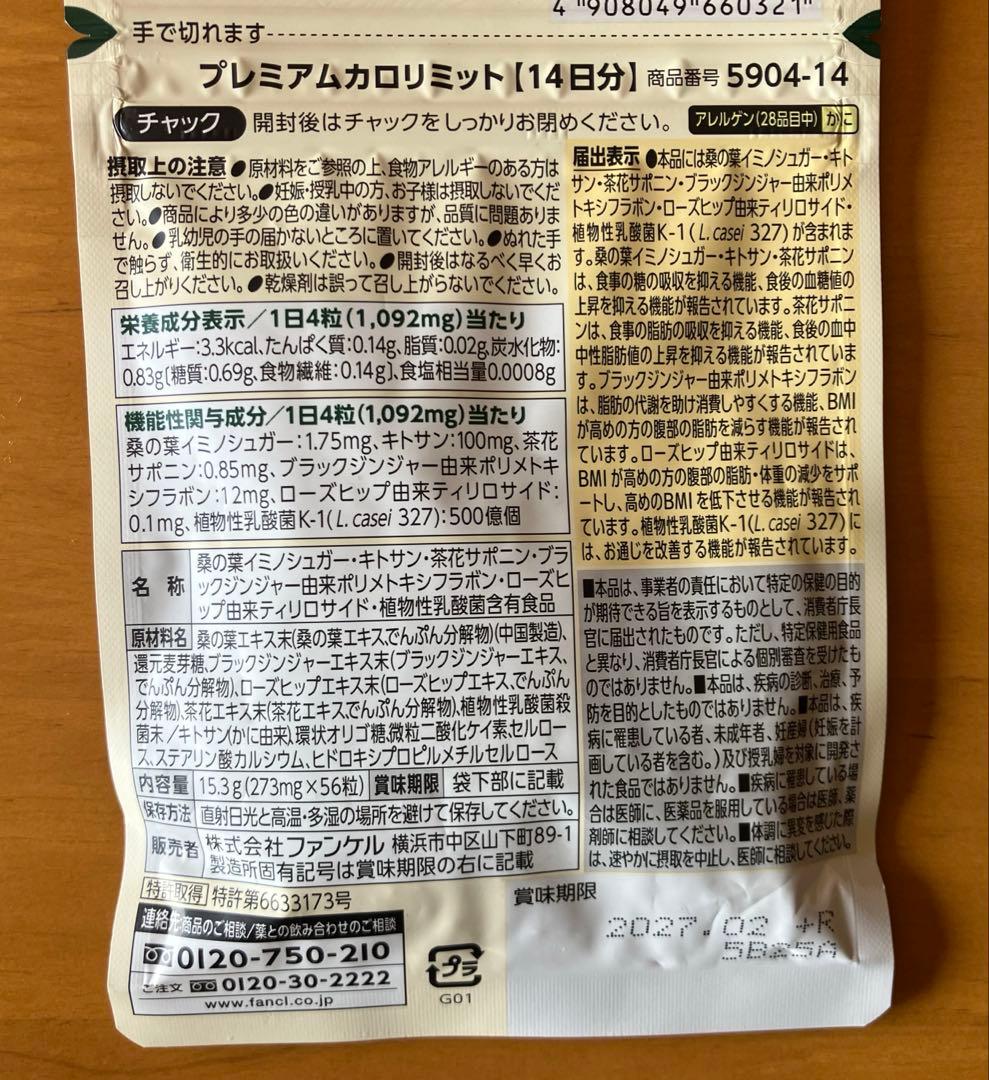 4 908049 660321
手で切れます
プレミアムカロリミット【14日分】 商品番号 5904-14
チャック 開封後はチャックをしっかりお閉めください。 アレルゲン(28品目中) かに
摂取上の注意 ●原材料をご参照の上、食物アレルギーのある方は
摂取しないでください。●妊娠・授乳中の方、お子様は摂取しないでくだ
さい。●商品により多少の色の違いがありますが、品質に問題ありま
せん。●乳幼児の手の届かないところに置いてください。●ぬれた手
で触らず、衛生的にお取扱いください。●開封後はなるべく早くお
召し上がりください。●乾燥剤は誤って召し上がらないでください。
栄養成分表示／1日4粒(1,092mg)当たり
エネルギー:3.3kcal、たんぱく質:0.14g、脂質:0.02g、炭水化物:
0.83g[糖質:0.69g、食物繊維:0.14g]、食塩相当量0.0008g
機能性関与成分／1日4粒(1,092mg)当たり
桑の葉イミノシュガー:1.75mg、キトサン:100mg、茶花
サポニン:0.85mg、ブラックジンジャー由来ポリメトキ
シフラボン:12mg、ローズヒップ由来ティリロサイド:
0.1mg、植物性乳酸菌K-1(L. casei 327):500億個
名称 桑の葉イミノシュガー・キトサン・茶花サポニン・ブラ
ックジンジャー由来ポリメトキシフラボン・ローズヒ
ップ由来ティリロサイド・植物性乳酸菌含有食品
原材料名 桑の葉エキス末(桑の葉エキス、でんぷん分解物)(中国製造)、
還元麦芽糖、ブラックジンジャーエキス末(ブラックジンジャーエキス、
でんぷん分解物)、ローズヒップエキス末(ローズヒップエキス、でんぷん
分解物)、茶花エキス末(茶花エキス、でんぷん分解物)、植物性乳酸菌殺
菌末／キトサン(かに由来)、環状オリゴ糖、微粒二酸化ケイ素、セルロー
ス、ステアリン酸カルシウム、ヒドロキシプロピルメチルセルロース
内容量 15.3g(273mg×56粒) 賞味期限 袋下部に記載
保存方法 直射日光と高温・多湿の場所を避けて保存してください。
販売者 株式会社ファンケル 横浜市中区山下町89-1
製造所固有記号は賞味期限の右に記載
特許取得 特許第6633173号
連絡先 商品のご相談/薬との飲み合わせのご相談
0120-750-210
ご注文 0120-30-2222
www.fancl.co.jp
プラ
G01
届出表示 ●本品には桑の葉イミノシュガー・キト
サン・茶花サポニン・ブラックジンジャー由来ポリメ
トキシフラボン・ローズヒップ由来ティリロサイド・
植物性乳酸菌K-1(L. casei 327)が含まれま
す。桑の葉イミノシュガー・キトサン・茶花サポニン
は、食事の糖の吸収を抑える機能、食後の血糖値の
上昇を抑える機能が報告されています。茶花サポニ
ンは、食事の脂肪の吸収を抑える機能、食後の血中
中性脂肪値の上昇を抑える機能が報告されていま
す。ブラックジンジャー由来ポリメトキシフラボン
は、脂肪の代謝を助け消費しやすくする機能、BMI
が高めの方の腹部の脂肪を減らす機能が報告され
ています。ローズヒップ由来ティリロサイドは、
BMIが高めの方の腹部の脂肪・体重の減少をサポ
ートし、高めのBMIを低下させる機能が報告され
ています。植物性乳酸菌K-1(L. casei 327)に
は、お通じを改善する機能が報告されています。
■本品は、事業者の責任において特定の保健の目的
が期待できる旨を表示するものとして、消費者庁長
官に届出されたものです。ただし、特定保健用食品
と異なり、消費者庁長官による個別審査を受けたも
のではありません。■本品は、疾病の診断、治療、予
防を目的としたものではありません。■本品は、疾
病に罹患している者、未成年者、妊産婦(妊娠を計
画している者を含む。)及び授乳婦を対象に開発さ
れた食品ではありません。■疾病に罹患している場
合は医師に、医薬品を服用している場合は医師、薬
剤師に相談してください。■体調に異変を感じた際
は、速やかに摂取を中止し、医師に相談してください。
賞味期限
2027.02 +R
5B25A